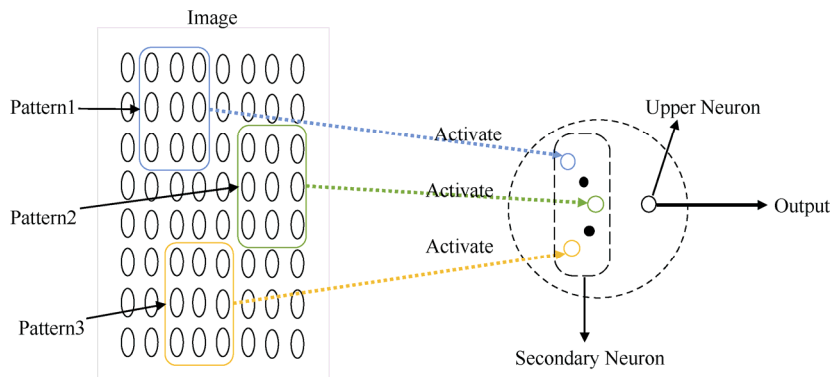 Image
Pattern1
Pattern2
Pattern3
Activate
Activate
Activate
Upper Neuron
Output
Secondary Neuron